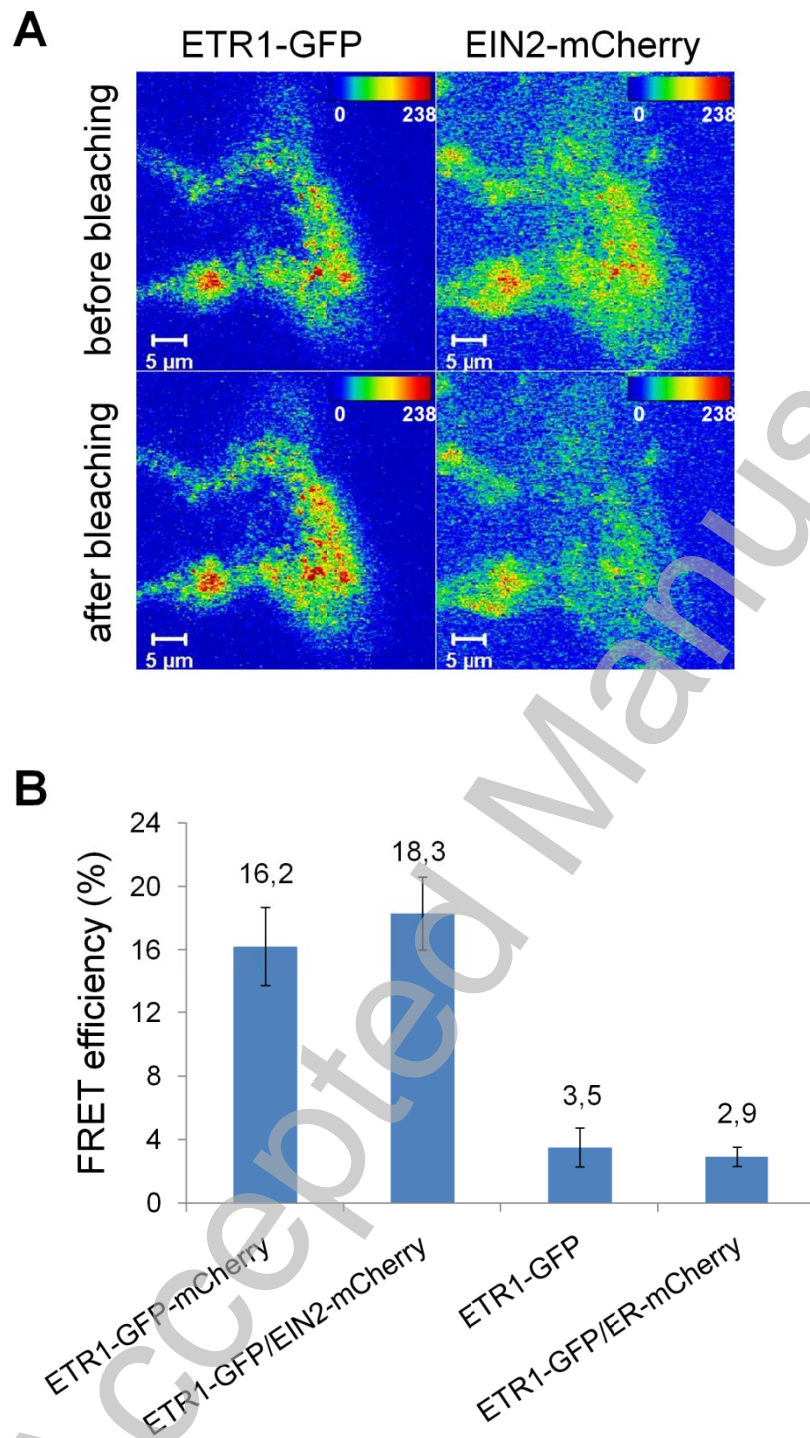 A
ETR1-GFP EIN2-mCherry
before bleaching
0 238
0 238
5 µm
5 µm
after bleaching
0 238
0 238
5 µm
5 µm
B
FRET efficiency (%)
24
20
16
12
8
4
0
16,2
18,3
3,5
2,9
ETR1-GFP-mCherry
ETR1-GFP/EIN2-mCherry
ETR1-GFP
ETR1-GFP/ER-mCherry
Accepted Manus